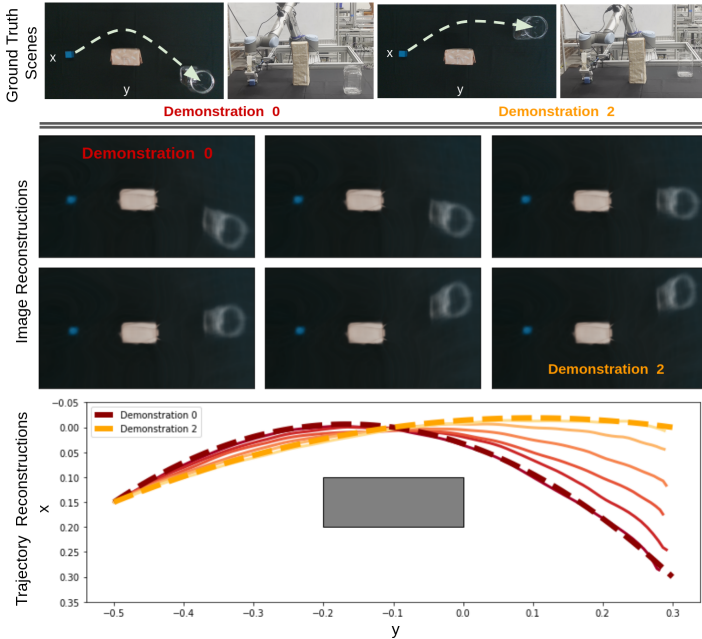 Ground Truth
Scenes
x
y
x
y
Demonstration 0
Demonstration 2
Image Reconstructions
Demonstration 0
Demonstration 2
Trajectory Reconstructions
x
−0.05
0.00
0.05
0.10
0.15
0.20
0.25
0.30
0.35
Demonstration 0
Demonstration 2
−0.5 −0.4 −0.3 −0.2 −0.1 0.0 0.1 0.2 0.3
y